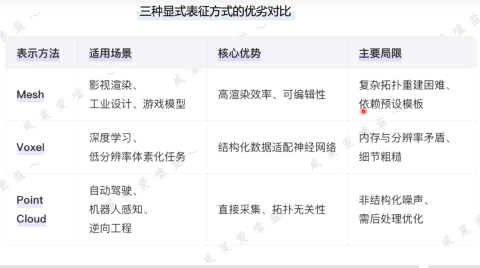 三种显式表征方式的优劣对比
表示方法 适用场景 核心优势 主要局限
Mesh 影视渲染、 高渲染效率、可编辑性 复杂拓扑重建困难、
工业设计、游戏模型 依赖预设模板
Voxel 深度学习、 结构化数据适配神经网络 内存与分辨率矛盾、
低分辨率体素化任务 细节粗糙
Point 自动驾驶、 直接采集、拓扑无关性 非结构化噪声、
Cloud 机器人感知、 需后处理优化
逆向工程